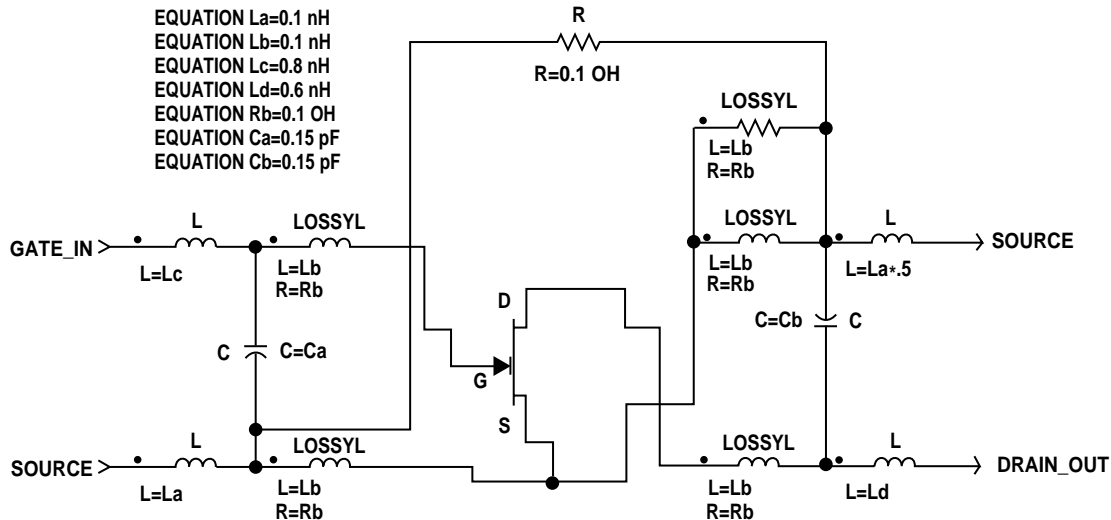 EQUATION La=0.1 nH
EQUATION Lb=0.1 nH
EQUATION Lc=0.8 nH
EQUATION Ld=0.6 nH
EQUATION Rb=0.1 OH
EQUATION Ca=0.15 pF
EQUATION Cb=0.15 pF
R
R=0.1 OH
LOSSYL
L=Lb
R=Rb
L
LOSSYL
LOSSYL
L
GATE_IN
SOURCE
L=Lc
L=Lb
R=Rb
L=Lb
R=Rb
L=La*.5
D
C=Cb
C
C
C=Ca
G
S
L
LOSSYL
LOSSYL
L
SOURCE
DRAIN_OUT
L=La
L=Lb
R=Rb
L=Lb
R=Rb
L=Ld